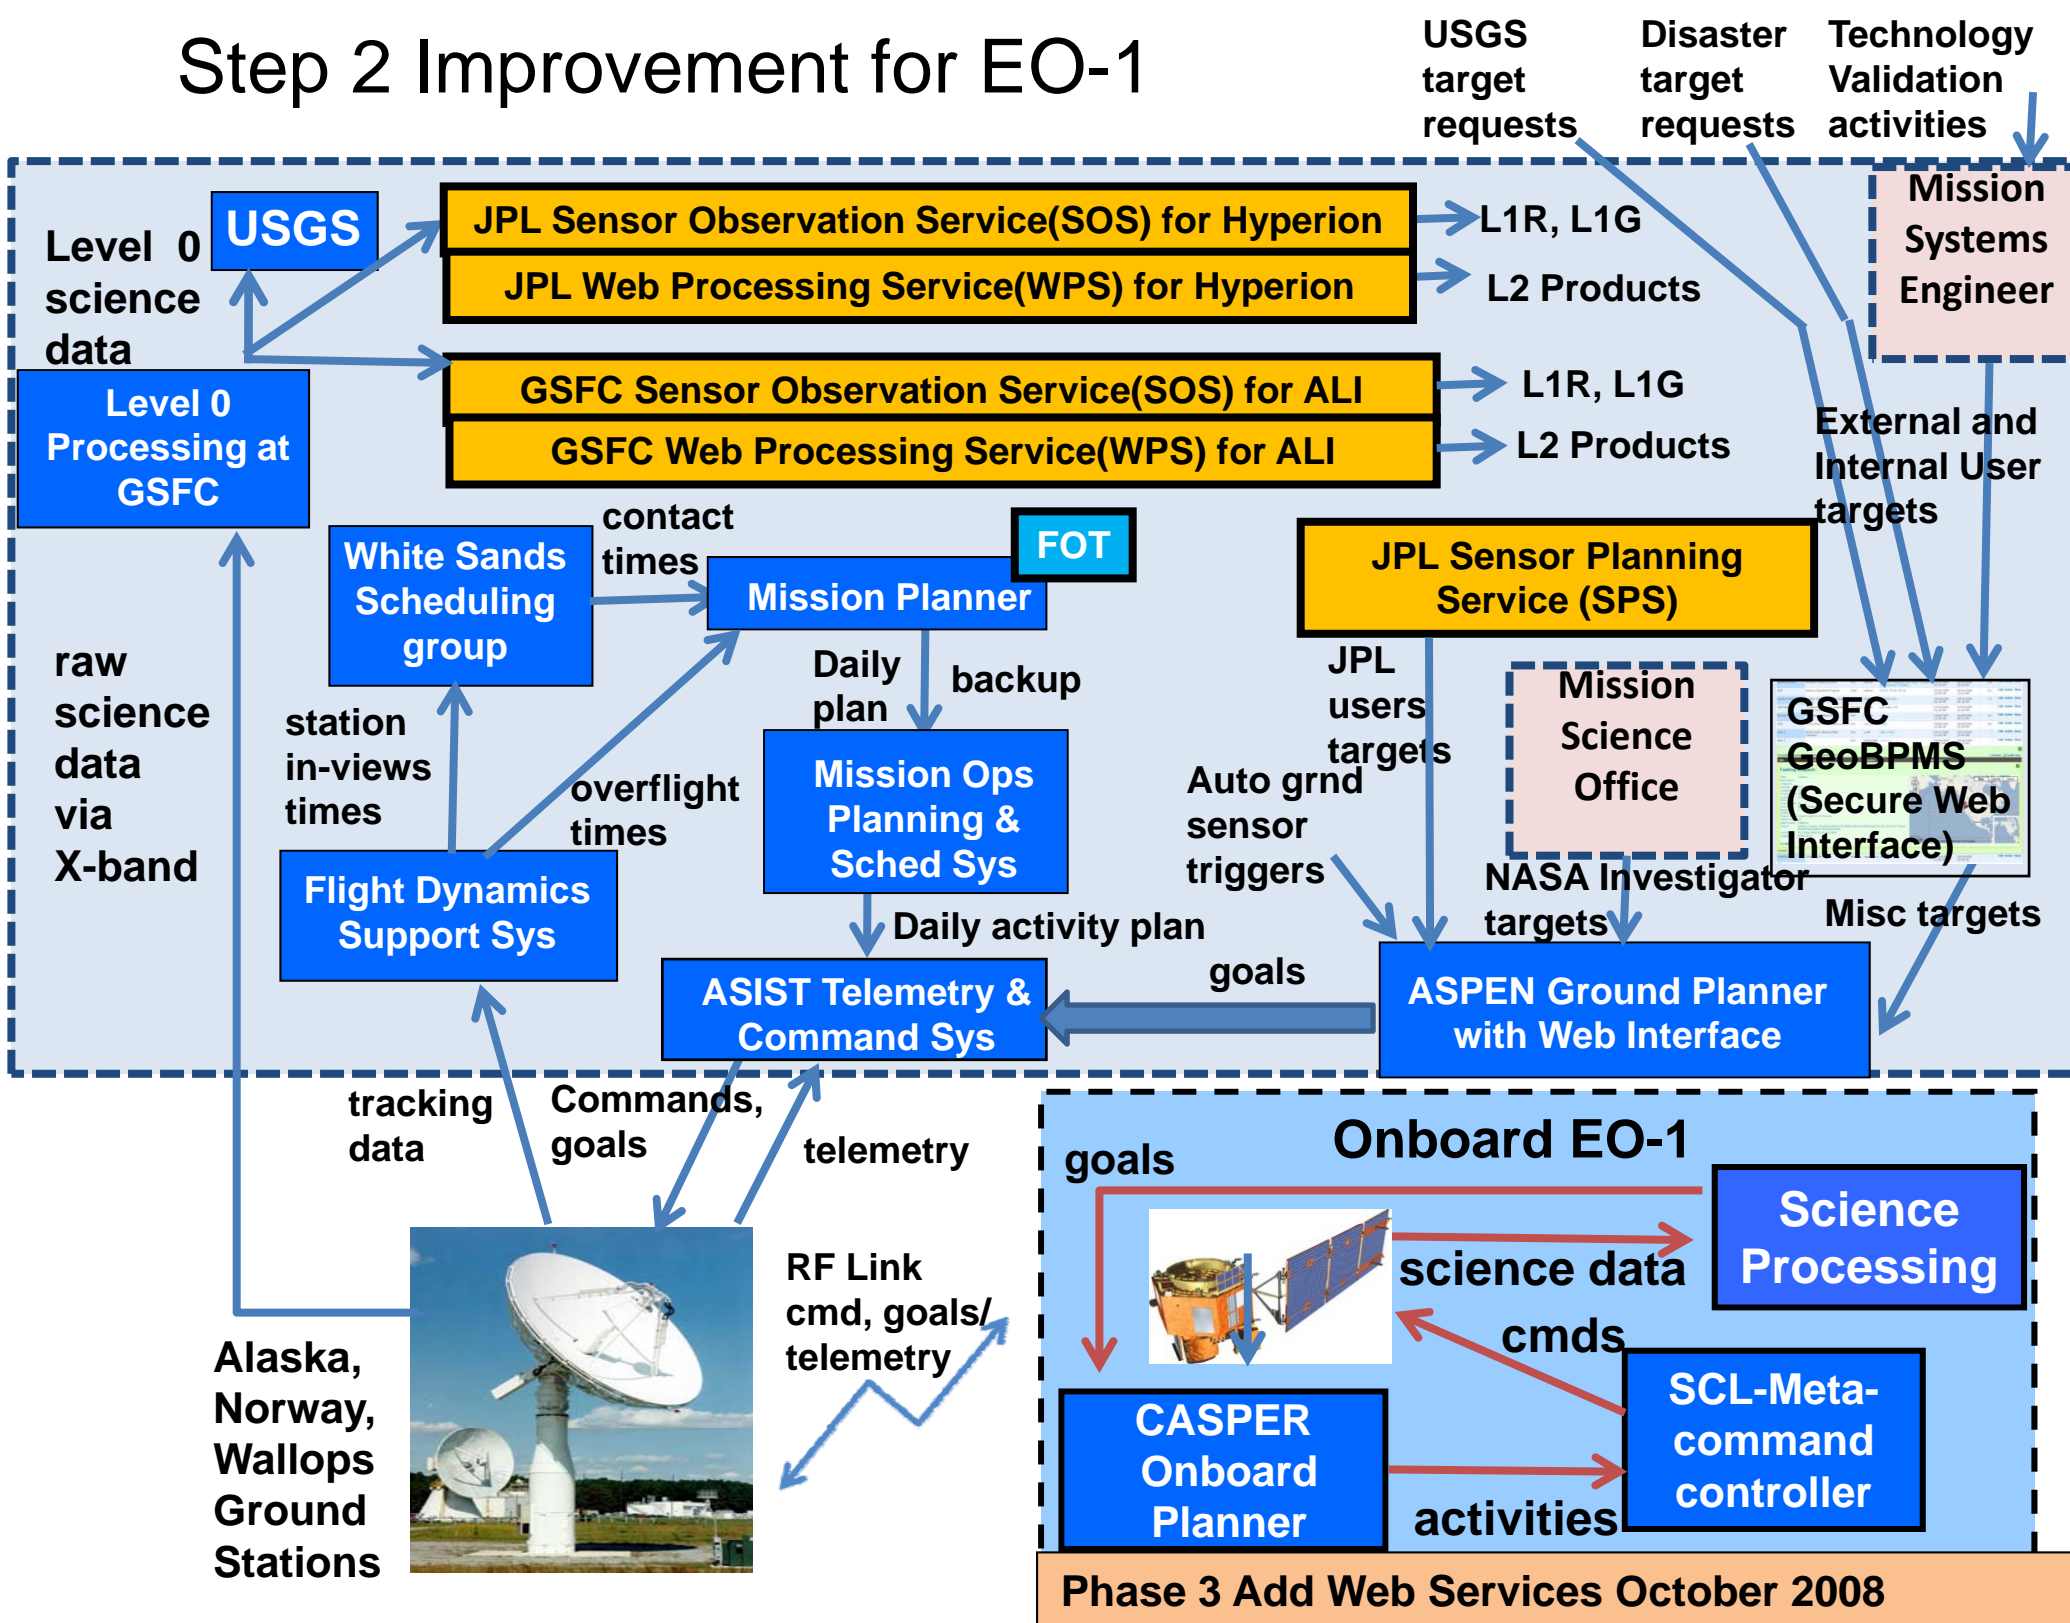 Step 2 Improvement for EO-1
USGS
target
requests
Disaster
target
requests
Technology
Validation
activities
Mission
Systems
Engineer
Level 0
science
data
USGS
JPL Sensor Observation Service(SOS) for Hyperion
L1R, L1G
JPL Web Processing Service(WPS) for Hyperion
L2 Products
GSFC Sensor Observation Service(SOS) for ALI
L1R, L1G
GSFC Web Processing Service(WPS) for ALI
L2 Products
Level 0
Processing at
GSFC
External and
Internal User
targets
White Sands
Scheduling
group
contact
times
Mission Planner
FOT
JPL Sensor Planning
Service (SPS)
raw
science
data
via
X-band
station
in-views
times
overflight
times
Daily
plan
backup
JPL
users
targets
Mission
Science
Office
GSFC
GeoBPMS
(Secure Web
Interface)
Mission Ops
Planning &
Sched Sys
Auto grnd
sensor
triggers
Flight Dynamics
Support Sys
NASA Investigator
targets
Misc targets
Daily activity plan
goals
ASIST Telemetry &
Command Sys
ASPEN Ground Planner
with Web Interface
tracking
data
Commands,
goals
telemetry
Onboard EO-1
goals
Science
Processing
science data
RF Link
cmd, goals/
telemetry
cmds
Alaska,
Norway,
Wallops
Ground
Stations
CASPER
Onboard
Planner
SCL-Meta-
command
controller
activities
Phase 3 Add Web Services October 2008